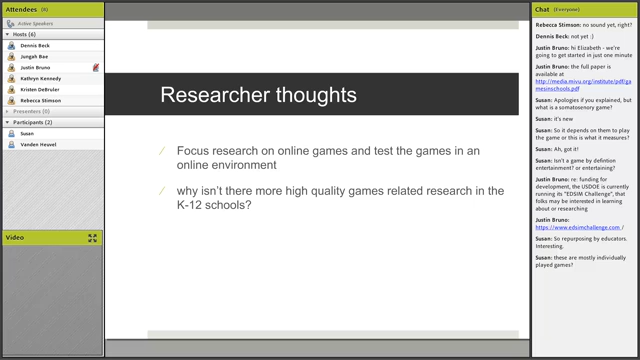 Attendees (8)
Active Speakers
Hosts (6)
Dennis Beck
Jungah Bae
Justin Bruno
Kathryn Kennedy
Kristen DeBruler
Rebecca Stimson
Presenters (0)
Participants (2)
Susan
Vanden Heuvel
Video
Researcher thoughts
Focus research on online games and test the games in an
online environment
why isn't there more high quality games related research in the
K-12 schools?
Chat (Everyone)
Rebecca Stimson: no sound yet, right?
Dennis Beck: not yet :)
Justin Bruno: hi Elizabeth - we're
going to get started in just one
minute
Justin Bruno: the full paper is
available at
http://media.mivu.org/institute/pdf/ga
mesinschools.pdf
Susan: Apologies if you explained, but
what is a somatosensory game?
Susan: it's new
Susan: So it depends on them to play
the game or this is what it measures?
Susan: Ah, got it!
Susan: Isn't a game by defintion
entertainment? or entertaining?
Justin Bruno: re: funding for
development, the USDOE is currently
running its "EDSIM Challenge", that
folks may be interested in learning
about or researching
Justin Bruno:
https://www.edsimchallenge.com /
Susan: So repurposing by educators.
Interesting.
Susan: these are mostly individually
played games?